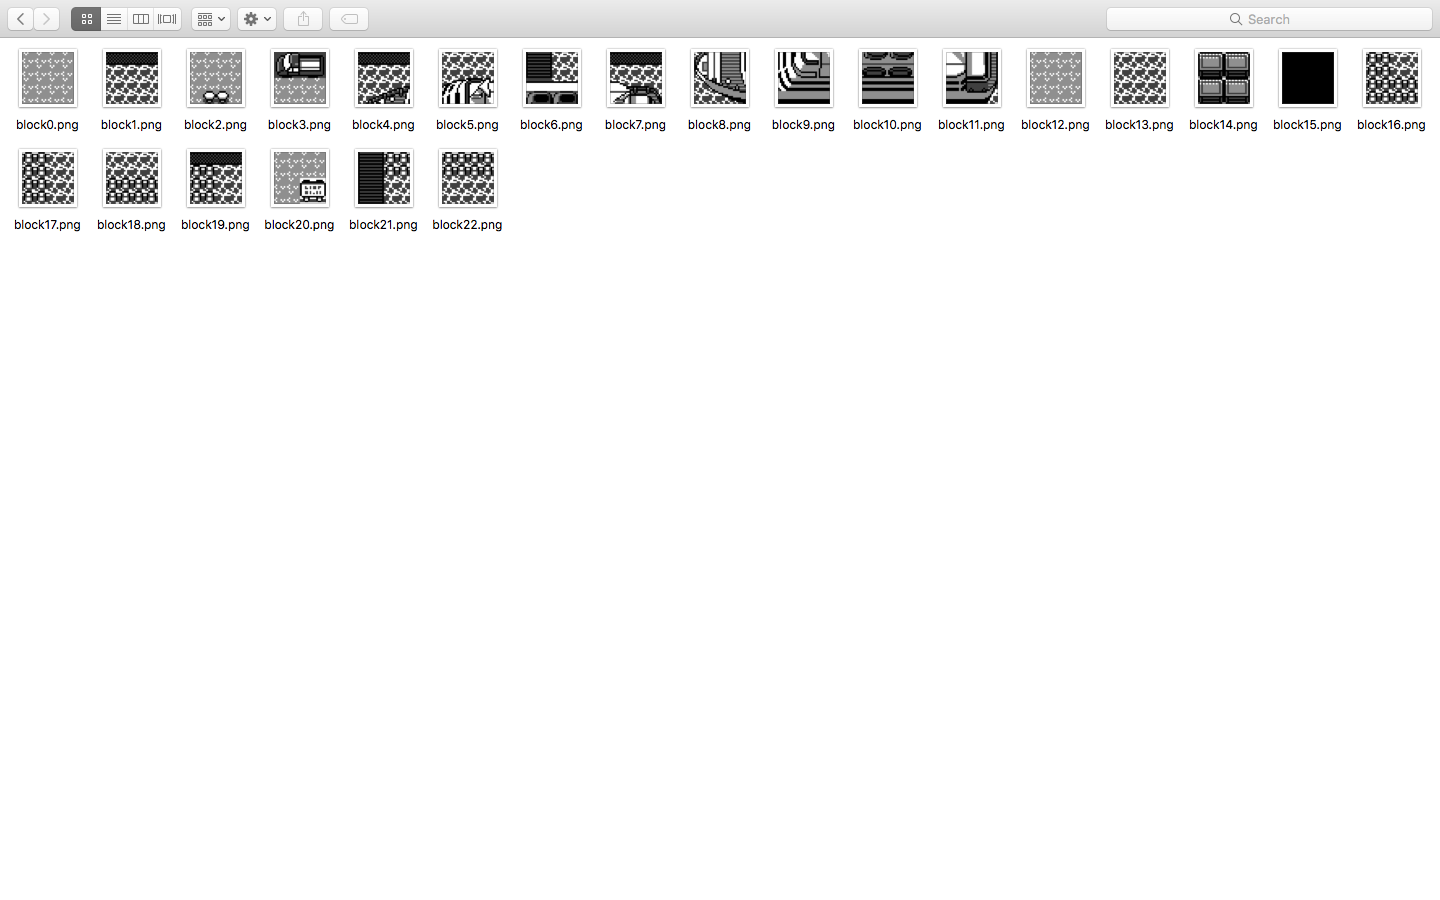 Search
block0.png block1.png block2.png block3.png block4.png block5.png block6.png block7.png block8.png block9.png block10.png block11.png block12.png block13.png block14.png block15.png block16.png
block17.png block18.png block19.png block20.png block21.png block22.png